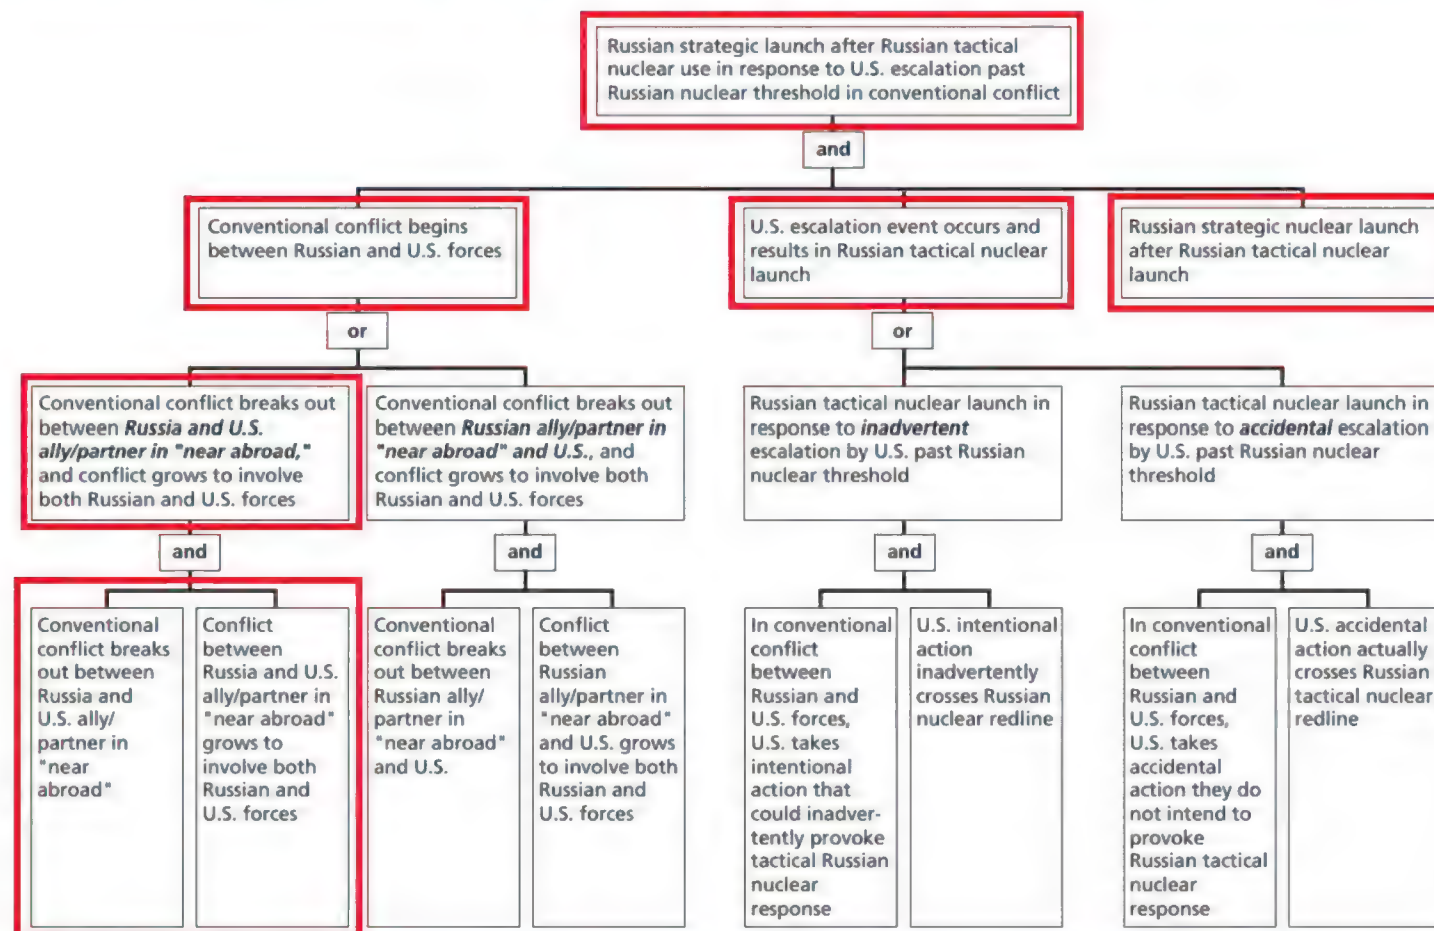 Russian strategic launch after Russian tactical
nuclear use in response to U.S. escalation past
Russian nuclear threshold in conventional conflict
and
Conventional conflict begins
between Russian and U.S. forces
U.S. escalation event occurs and
results in Russian tactical nuclear
launch
Russian strategic nuclear launch
after Russian tactical nuclear
launch
or
or
Conventional conflict breaks out
between Russia and U.S.
ally/partner in "near abroad,"
and conflict grows to involve
both Russian and U.S. forces
Conventional conflict breaks out
between Russian ally/partner in
"near abroad" and U.S., and
conflict grows to involve both
Russian and U.S. forces
Russian tactical nuclear launch in
response to inadvertent
escalation by U.S. past Russian
nuclear threshold
Russian tactical nuclear launch in
response to accidental escalation
by U.S. past Russian nuclear
threshold
and
and
and
and
Conventional
conflict breaks
out between
Russia and
U.S. ally/
partner in
"near
abroad"
Conflict
between
Russia and U.S.
ally/partner in
"near abroad"
grows to
involve both
Russian and
U.S. forces
Conventional
conflict breaks
out between
Russian ally/
partner in
"near abroad"
and U.S.
Conflict
between
Russian
ally/partner in
"near abroad"
and U.S. grows
to involve both
Russian and
U.S. forces
In conventional
conflict
between
Russian and
U.S. forces,
U.S. takes
intentional
action that
could inadver-
tently provoke
tactical Russian
nuclear
response
U.S. intentional
action
inadvertently
crosses Russian
nuclear redline
In conventional
conflict
between
Russian and
U.S. forces,
U.S. takes
accidental
action they do
not intend to
provoke
Russian tactical
nuclear
response
U.S. accidental
action actually
crosses Russian
tactical nuclear
redline